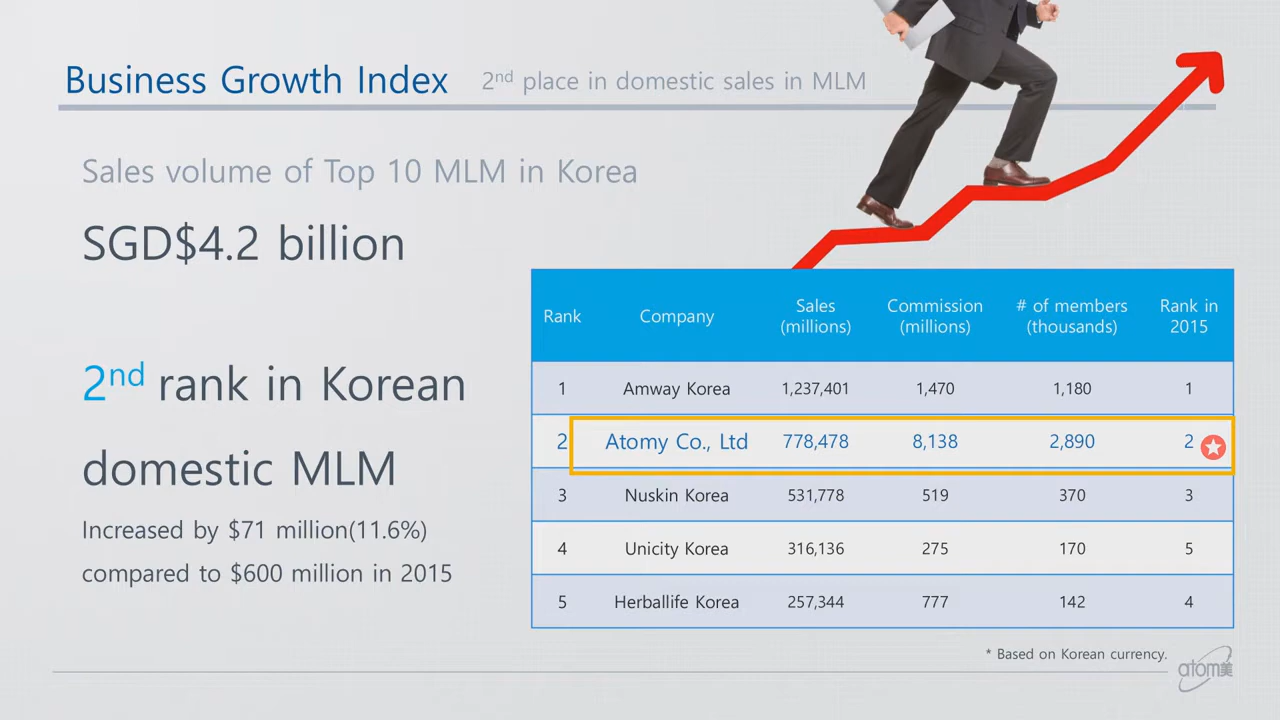 Business Growth Index 2nd place in domestic sales in MLM
Sales volume of Top 10 MLM in Korea
SGD$4.2 billion
2nd rank in Korean
domestic MLM
Increased by $71 million(11.6%)
compared to $600 million in 2015
Rank Company Sales (millions) Commission (millions) # of members (thousands) Rank in 2015
1 Amway Korea 1,237,401 1,470 1,180 1
2 Atomy Co., Ltd 778,478 8,138 2,890 2
3 Nuskin Korea 531,778 519 370 3
4 Unicity Korea 316,136 275 170 5
5 Herballife Korea 257,344 777 142 4
* Based on Korean currency.
atom美